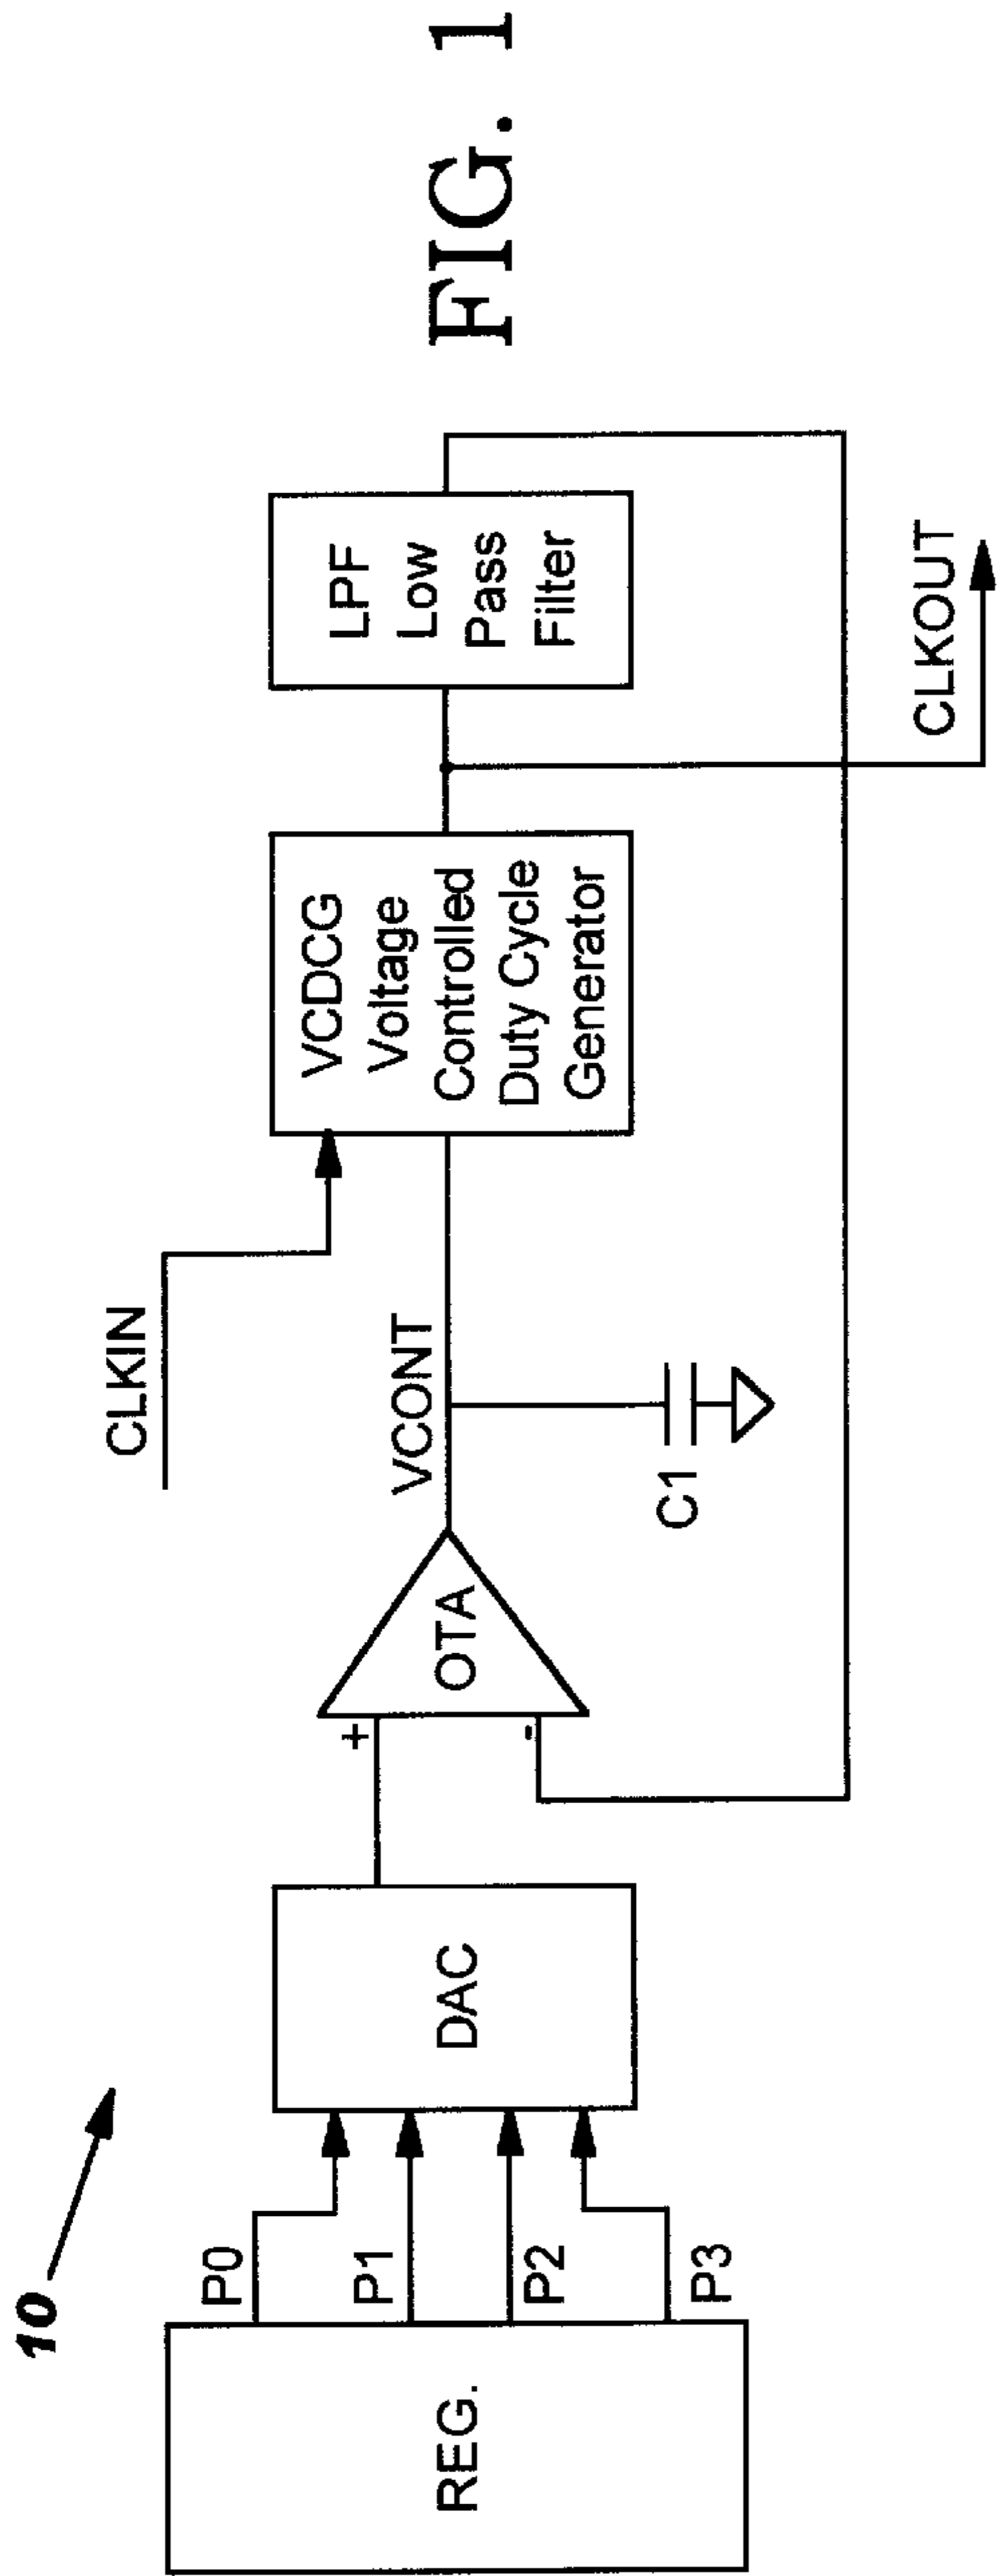 10
REG.
P0
P1
P2
P3
DAC
+
-
OTA
VCONT
C1
CLKIN
VCDCG
Voltage
Controlled
Duty Cycle
Generator
LPF
Low
Pass
Filter
CLKOUT
FIG. 1